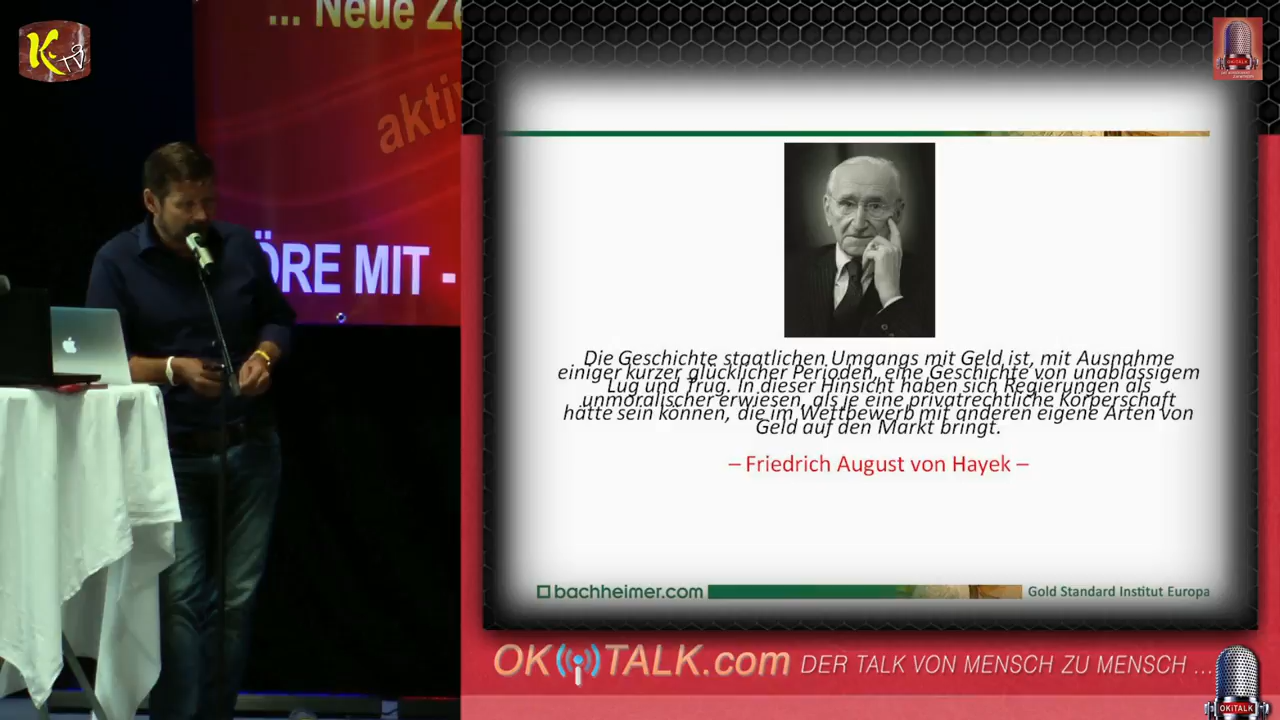 K TV
... Neue Ze
aktiv
ÖRE MIT -
OKiTALK
Die Geschichte staatlichen Umgangs mit Geld ist, mit Ausnahme
einiger kurzer glücklicher Perioden, eine Geschichte von unablässigem
Lug und Trug. In dieser Hinsicht haben sich Regierungen als
unmoralischer erwiesen, als je eine privatrechtliche Körperschaft
hätte sein können, die im Wettbewerb mit anderen eigene Arten von
Geld auf den Markt bringt.
– Friedrich August von Hayek –
bachheimer.com
Gold Standard Institut Europa
OKiTALK.com DER TALK VON MENSCH ZU MENSCH ...
OKiTALK